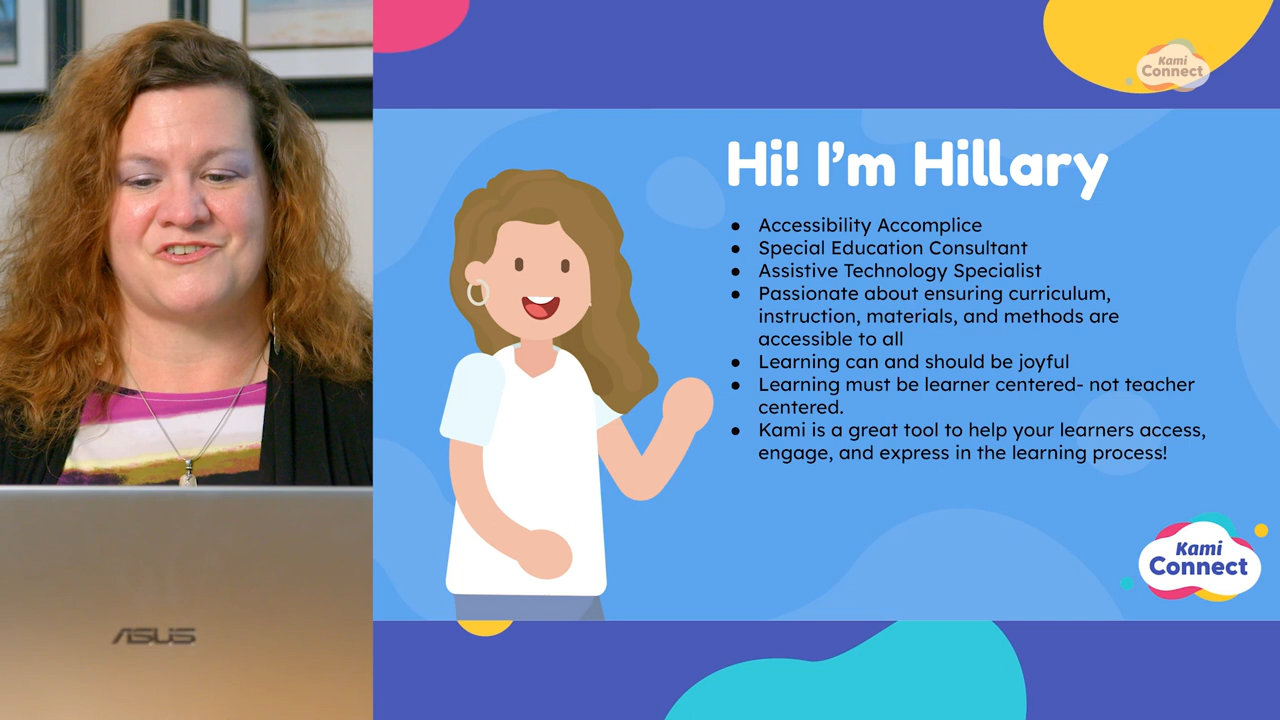 Kami
Connect
Hi! I'm Hillary
● Accessibility Accomplice
● Special Education Consultant
● Assistive Technology Specialist
● Passionate about ensuring curriculum,
instruction, materials, and methods are
accessible to all
● Learning can and should be joyful
● Learning must be learner centered- not teacher
centered.
● Kami is a great tool to help your learners access,
engage, and express in the learning process!
Kami
Connect
ASUS